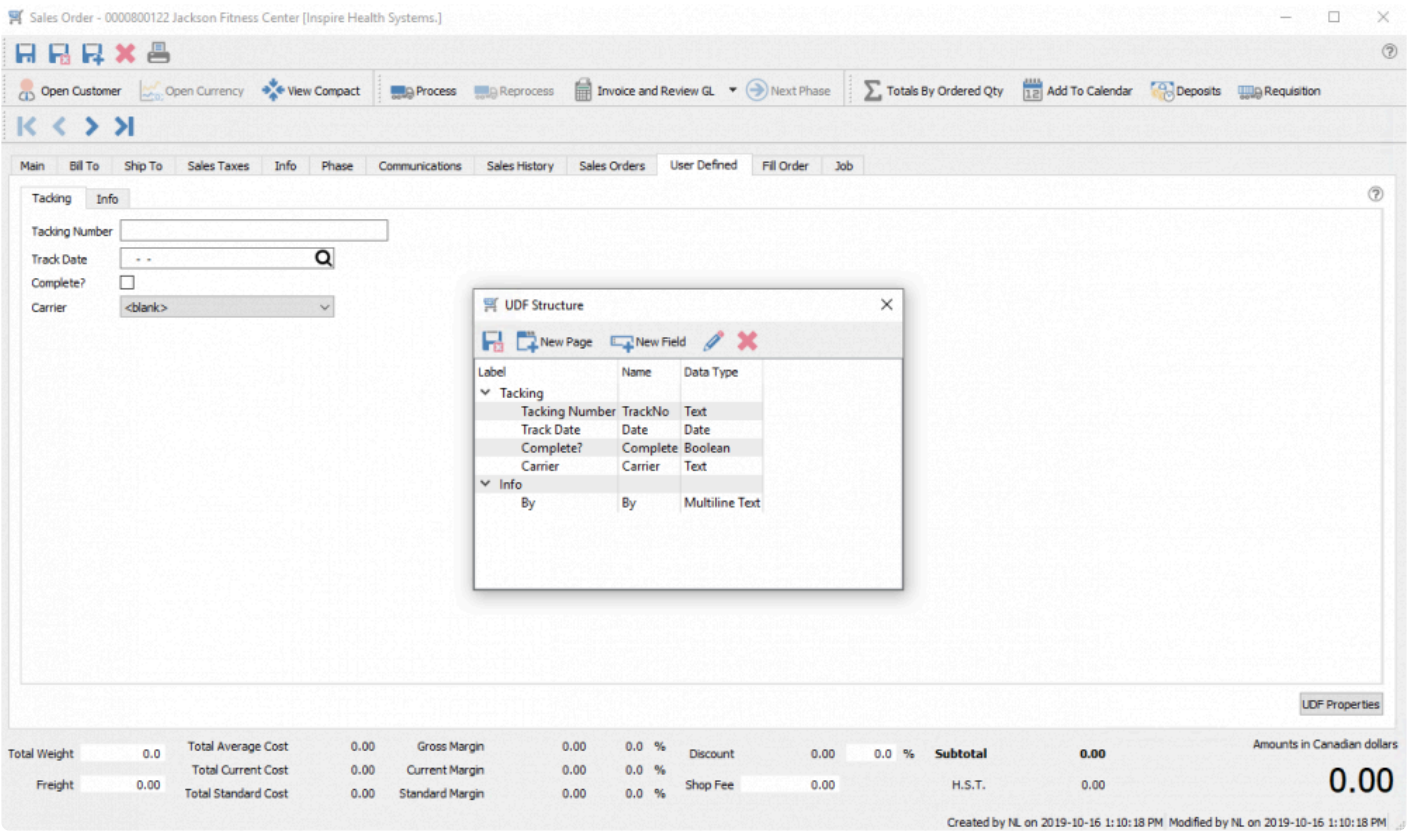 Sales Order - 0000800122 Jackson Fitness Center [Inspire Health Systems.]
Open Customer Open Currency View Compact Process Reprocess Invoice and Review GL Next Phase Totals By Ordered Qty 12 Add To Calendar Deposits Requisition
Main Bill To Ship To Sales Taxes Info Phase Communications Sales History Sales Orders User Defined Fill Order Job
Tacking Info
Tacking Number
Track Date - -
Complete?
Carrier <blank>
UDF Structure
New Page New Field
Label Name Data Type
Tacking
Tacking Number TrackNo Text
Track Date Date Date
Complete? Complete Boolean
Carrier Carrier Text
Info
By By Multiline Text
UDF Properties
Total Weight 0.0 Total Average Cost 0.00 Gross Margin 0.00 0.0 % Discount 0.00 0.0 % Subtotal 0.00 Amounts in Canadian dollars
Total Current Cost 0.00 Current Margin 0.00 0.0 % 0.00
Freight 0.00 Total Standard Cost 0.00 Standard Margin 0.00 0.0 % Shop Fee 0.00 H.S.T. 0.00
Created by NL on 2019-10-16 1:10:18 PM Modified by NL on 2019-10-16 1:10:18 PM